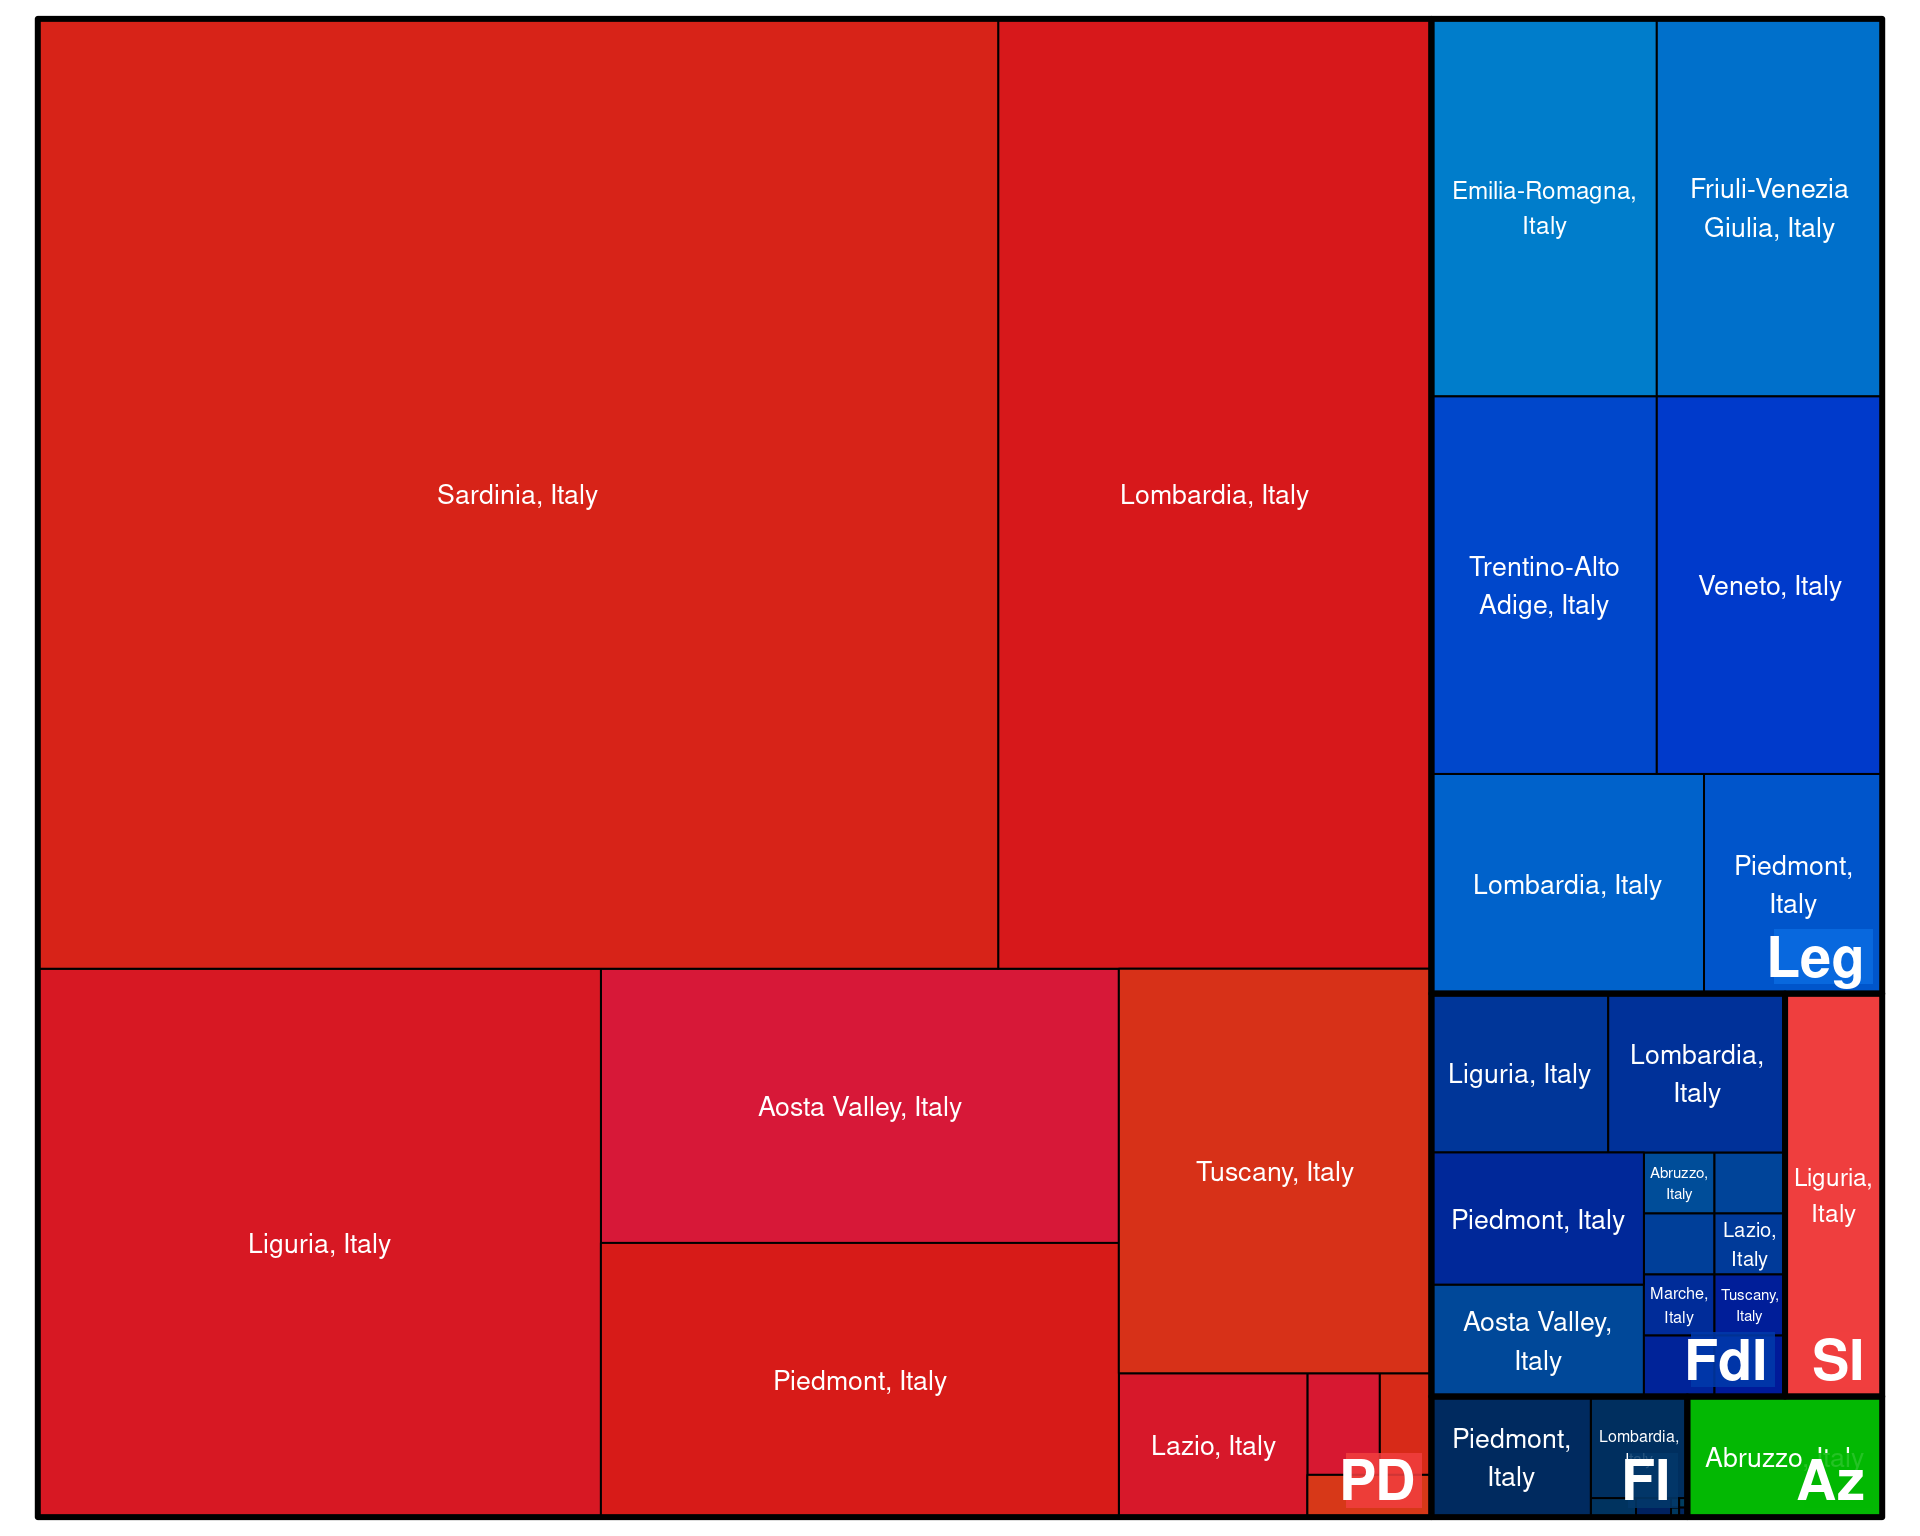 Sardinia, Italy
Lombardia, Italy
Liguria, Italy
Aosta Valley, Italy
Piedmont, Italy
Tuscany, Italy
Lazio, Italy
PD
Emilia-Romagna,
Italy
Friuli-Venezia
Giulia, Italy
Trentino-Alto
Adige, Italy
Veneto, Italy
Lombardia, Italy
Piedmont,
Italy
Leg
Liguria, Italy
Lombardia,
Italy
Piedmont, Italy
Aosta Valley,
Italy
Abruzzo,
Italy
Lazio,
Italy
Marche,
Italy
Tuscany,
Italy
FdI
Liguria,
Italy
SI
Piedmont,
Italy
Lombardia,
Italy
FI
Abruzzo, Italy
Az